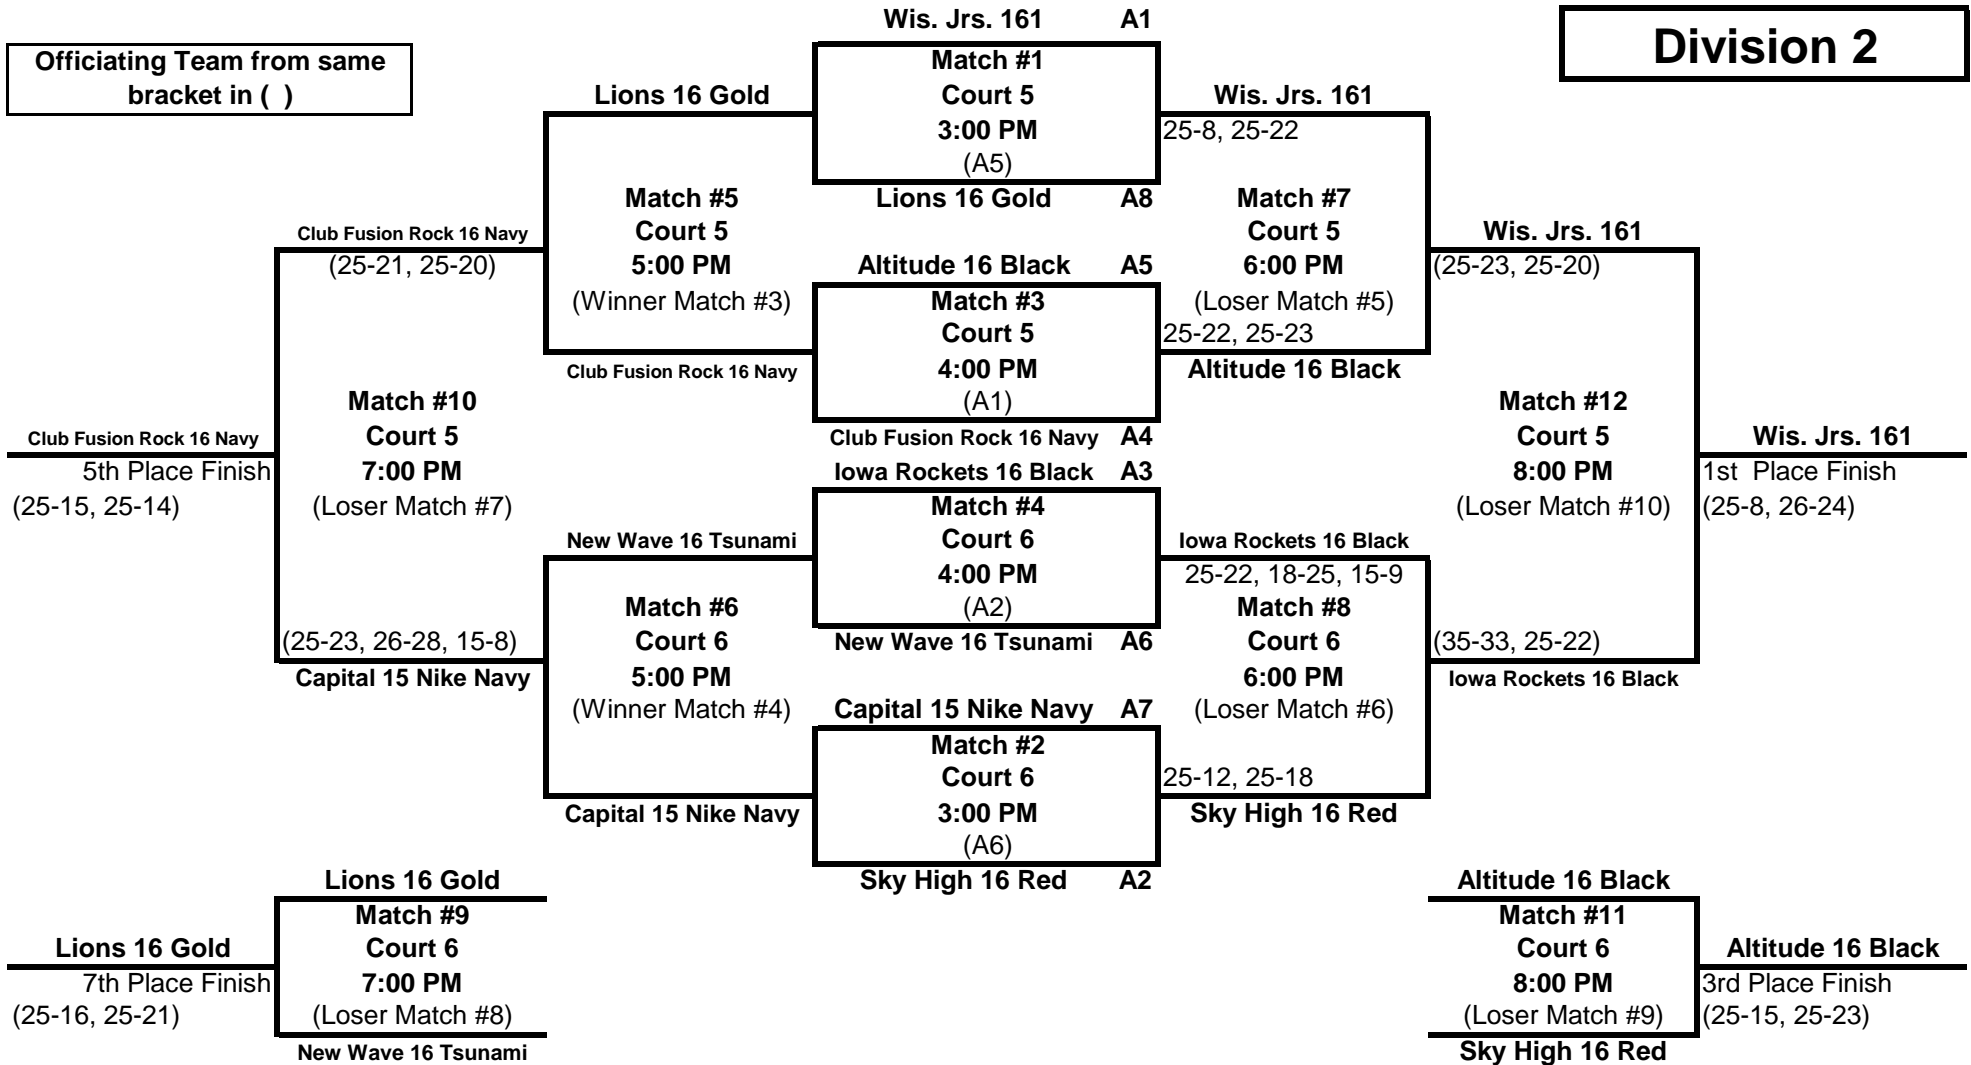 Wis. Jrs. 161 A1
Division 2
Officiating Team from same
bracket in ( )
Match #1
Lions 16 Gold Court 5 Wis. Jrs. 161
3:00 PM 25-8, 25-22
(A5)
Match #5 Lions 16 Gold A8 Match #7
Club Fusion Rock 16 Navy Court 5 Court 5 Wis. Jrs. 161
(25-21, 25-20) 5:00 PM Altitude 16 Black A5 6:00 PM (25-23, 25-20)
(Winner Match #3) Match #3 (Loser Match #5)
Court 5 25-22, 25-23
Club Fusion Rock 16 Navy 4:00 PM Altitude 16 Black
Match #10 (A1) Match #12
Club Fusion Rock 16 Navy Court 5 Club Fusion Rock 16 Navy A4 Court 5 Wis. Jrs. 161
5th Place Finish 7:00 PM Iowa Rockets 16 Black A3 8:00 PM 1st Place Finish
(25-15, 25-14) (Loser Match #7) Match #4 (Loser Match #10) (25-8, 26-24)
New Wave 16 Tsunami Court 6 Iowa Rockets 16 Black
4:00 PM 25-22, 18-25, 15-9
Match #6 (A2) Match #8
(25-23, 26-28, 15-8) Court 6 New Wave 16 Tsunami A6 Court 6 (35-33, 25-22)
Capital 15 Nike Navy 5:00 PM 6:00 PM Iowa Rockets 16 Black
(Winner Match #4) Capital 15 Nike Navy A7 (Loser Match #6)
Match #2
Court 6 25-12, 25-18
Capital 15 Nike Navy 3:00 PM Sky High 16 Red
(A6)
Lions 16 Gold Sky High 16 Red A2 Altitude 16 Black
Match #9 Match #11
Lions 16 Gold Court 6 Court 6 Altitude 16 Black
7th Place Finish 7:00 PM 8:00 PM 3rd Place Finish
(25-16, 25-21) (Loser Match #8) (Loser Match #9) (25-15, 25-23)
New Wave 16 Tsunami Sky High 16 Red